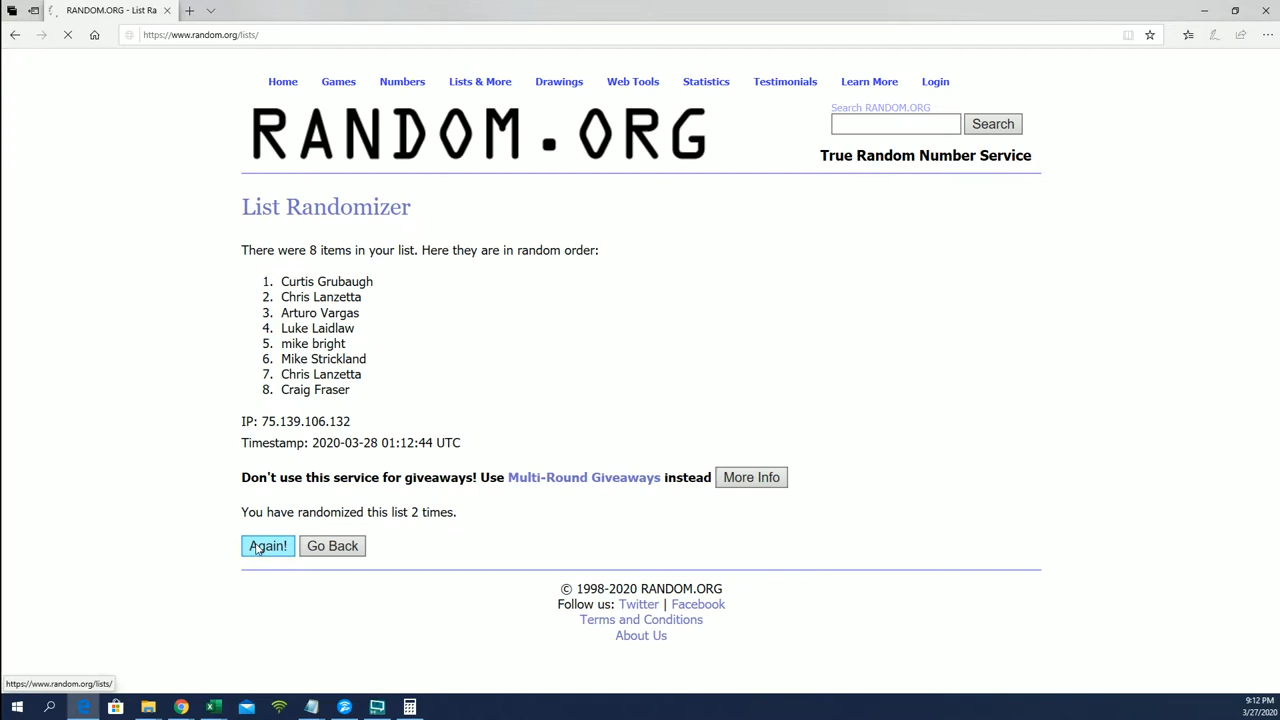 RANDOM.ORG - List Ra
https://www.random.org/lists/
Home Games Numbers Lists & More Drawings Web Tools Statistics Testimonials Learn More Login
RANDOM.ORG
Search RANDOM.ORG
Search
True Random Number Service
List Randomizer
There were 8 items in your list. Here they are in random order:
1. Curtis Grubaugh
2. Chris Lanzetta
3. Arturo Vargas
4. Luke Laidlaw
5. mike bright
6. Mike Strickland
7. Chris Lanzetta
8. Craig Fraser
IP: 75.139.106.132
Timestamp: 2020-03-28 01:12:44 UTC
Don't use this service for giveaways! Use Multi-Round Giveaways instead More Info
You have randomized this list 2 times.
Again! Go Back
© 1998-2020 RANDOM.ORG
Follow us: Twitter | Facebook
Terms and Conditions
About Us
https://www.random.org/lists/
9:12 PM
3/27/2020